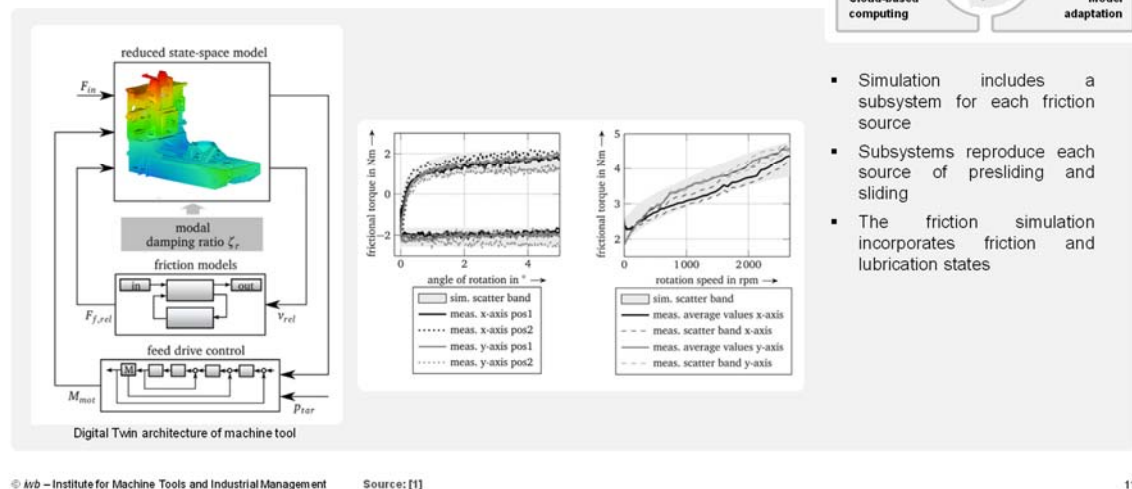 computing
adaptation
reduced state-space model
F_in
modal
damping ratio ζ_r
friction models
in
out
F_f,rel
v_rel
feed drive control
M
M_mot
p_tar
Digital Twin architecture of machine tool
frictional torque in Nm →
2
0
−2
0
2
4
angle of rotation in ° →
sim. scatter band
meas. x-axis pos1
meas. x-axis pos2
meas. y-axis pos1
meas. y-axis pos2
frictional torque in Nm →
5
4
3
2
0
1000
2000
rotation speed in rpm →
sim. scatter band
meas. average values x-axis
meas. scatter band x-axis
meas. average values y-axis
meas. scatter band y-axis
▪ Simulation includes a
subsystem for each friction
source
▪ Subsystems reproduce each
source of presliding and
sliding
▪ The friction simulation
incorporates friction and
lubrication states
© iwb – Institute for Machine Tools and Industrial Management
Source: [1]